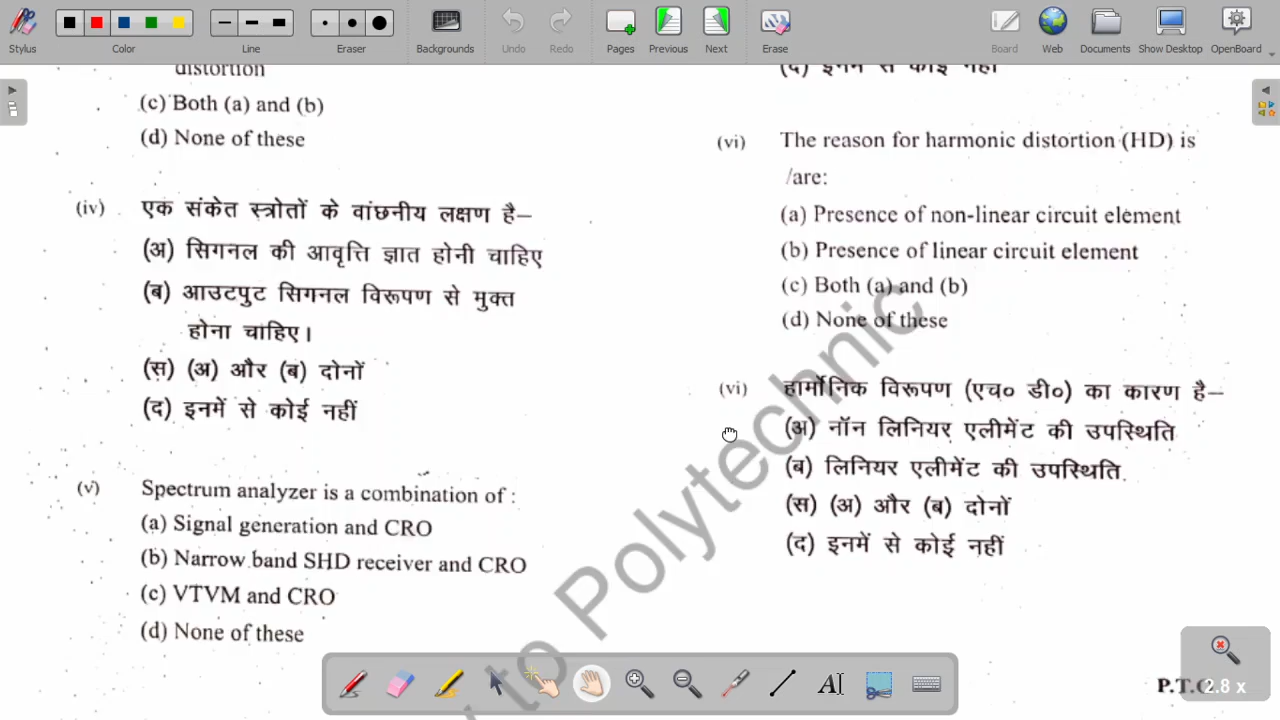 Stylus
Color
Line
Eraser
Backgrounds
Undo
Redo
Pages
Previous
Next
Erase
Board
Web
Documents
Show Desktop
OpenBoard
distortion
(c) Both (a) and (b)
(d) None of these
(iv) एक संकेत स्त्रोतों के वांछनीय लक्षण है–
(अ) सिगनल की आवृत्ति ज्ञात होनी चाहिए
(ब) आउटपुट सिगनल विरूपण से मुक्त
होना चाहिए।
(स) (अ) और (ब) दोनों
(द) इनमें से कोई नहीं
(v) Spectrum analyzer is a combination of :
(a) Signal generation and CRO
(b) Narrow band SHD receiver and CRO
(c) VTVM and CRO
(d) None of these
(द) इनमें से कोई नहीं
(vi) The reason for harmonic distortion (HD) is
/are:
(a) Presence of non-linear circuit element
(b) Presence of linear circuit element
(c) Both (a) and (b)
(d) None of these
(vi) हार्मोनिक विरूपण (एच० डी०) का कारण है–
(अ) नॉन लिनियर एलीमेंट की उपस्थिति
(ब) लिनियर एलीमेंट की उपस्थिति.
(स) (अ) और (ब) दोनों
(द) इनमें से कोई नहीं
to Polytechnic
P.T.O
2.8 x